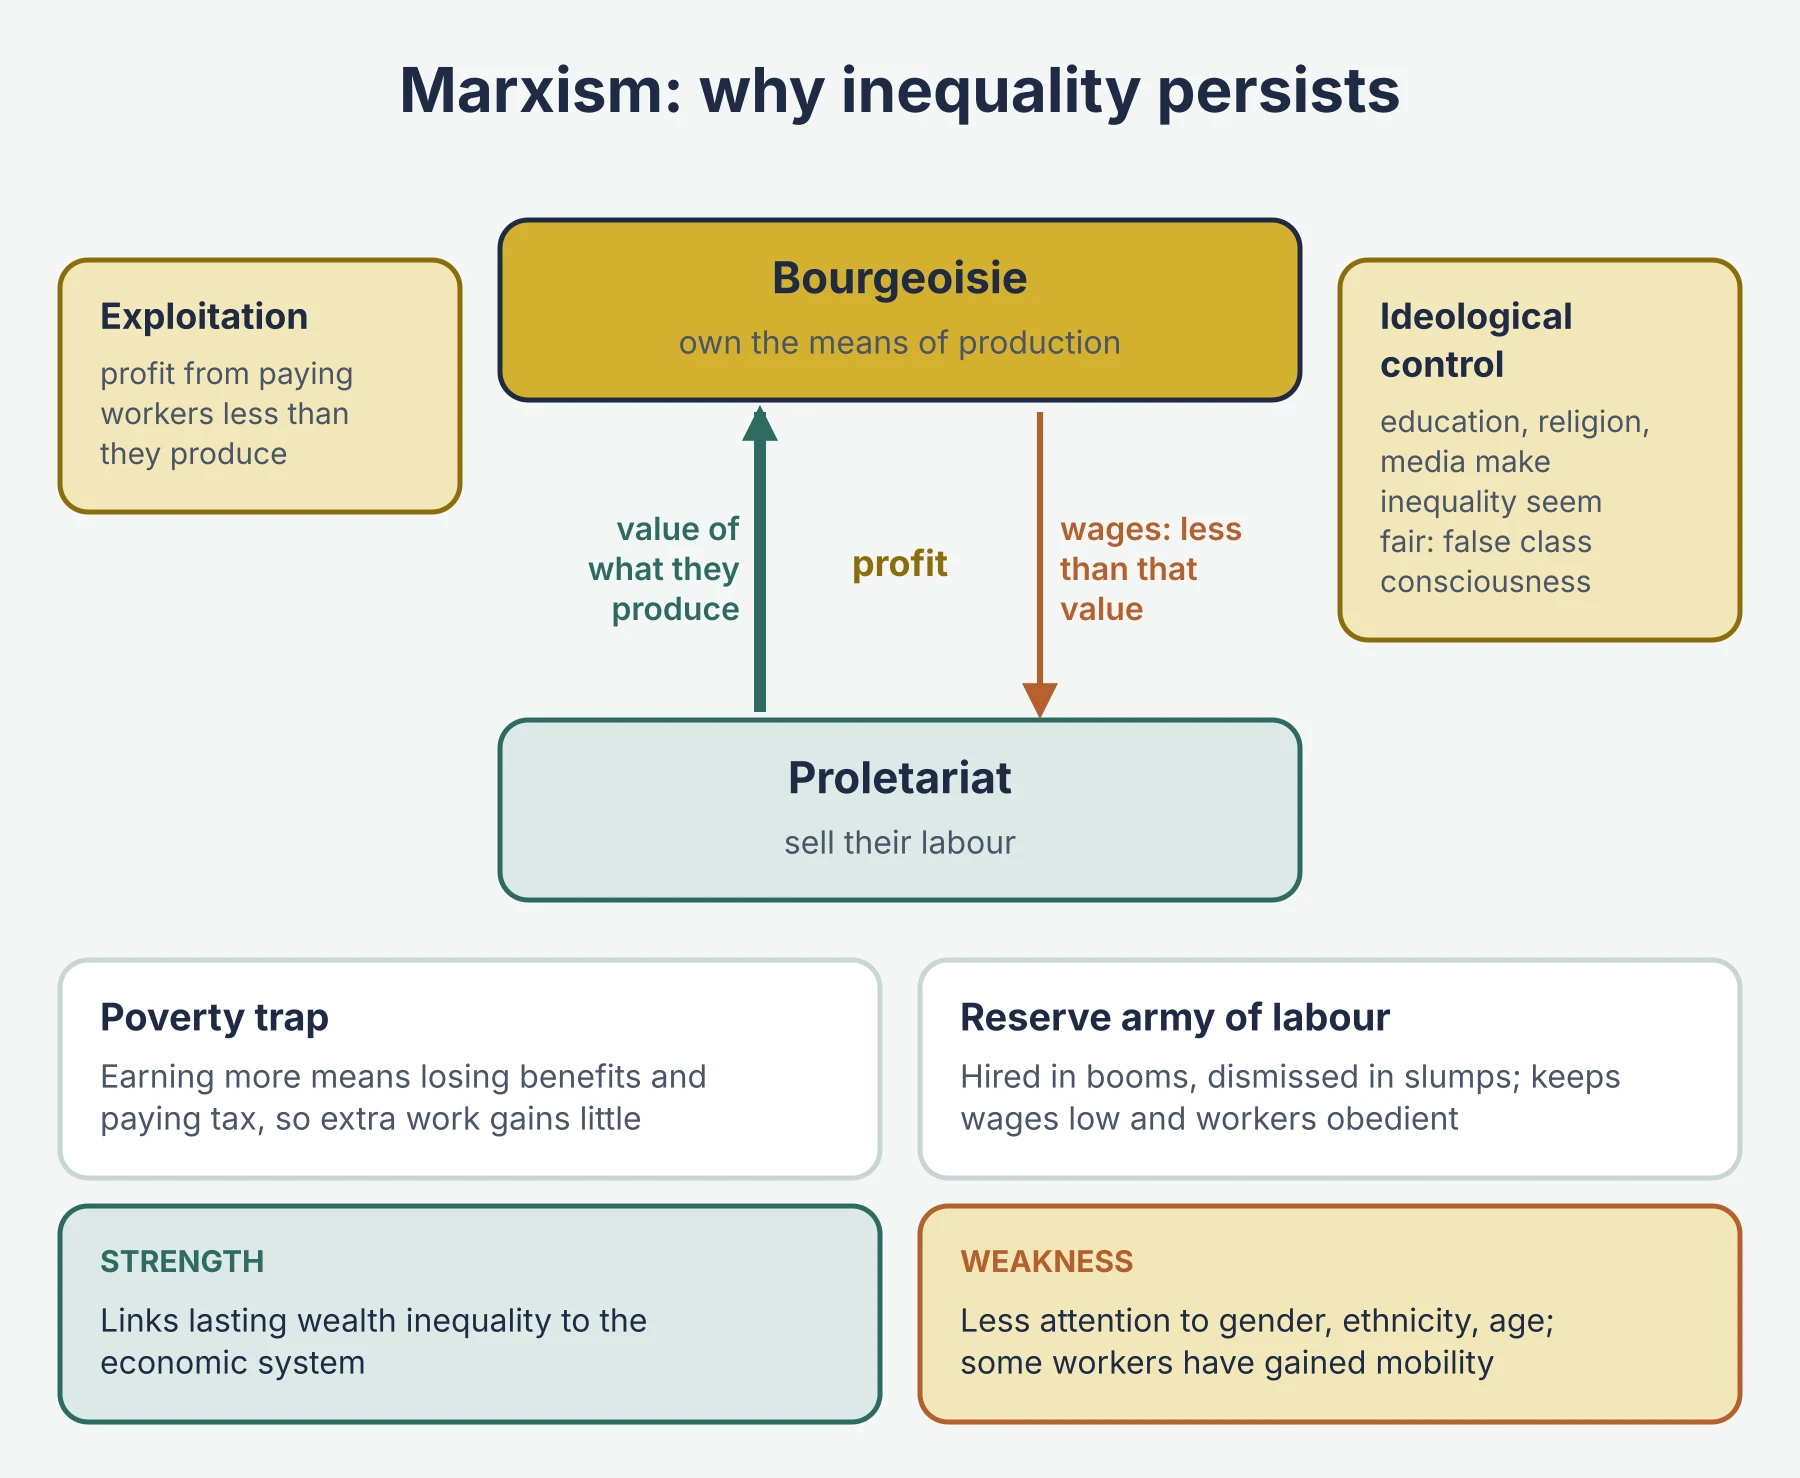 Marxism: why inequality persists
Exploitation
profit from paying
workers less than
they produce
Bourgeoisie
own the means of production
Ideological
control
education, religion,
media make
inequality seem
fair: false class
consciousness
value of
what they
produce
profit
wages: less
than that
value
Proletariat
sell their labour
Poverty trap
Earning more means losing benefits and
paying tax, so extra work gains little
Reserve army of labour
Hired in booms, dismissed in slumps; keeps
wages low and workers obedient
STRENGTH
Links lasting wealth inequality to the
economic system
WEAKNESS
Less attention to gender, ethnicity, age;
some workers have gained mobility